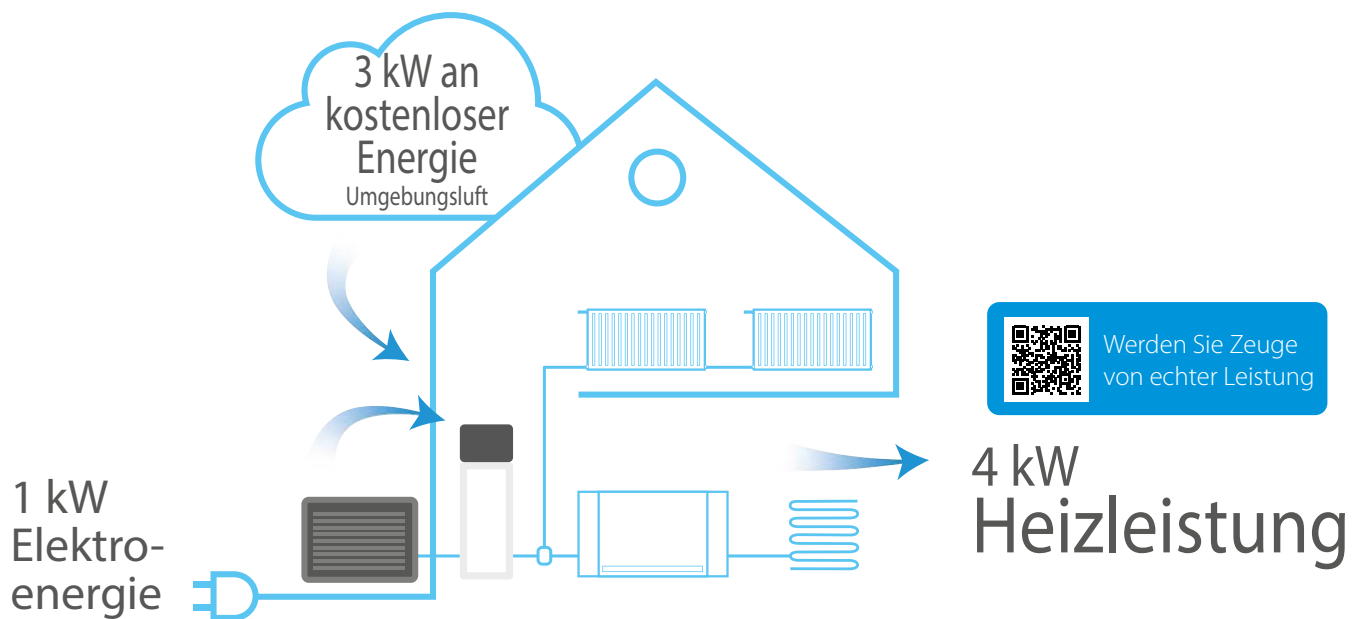 3 kW an
kostenloser
Energie
Umgebungsluft
Werden Sie Zeuge
von echter Leistung
4 kW
Heizleistung
1 kW
Elektro-
energie